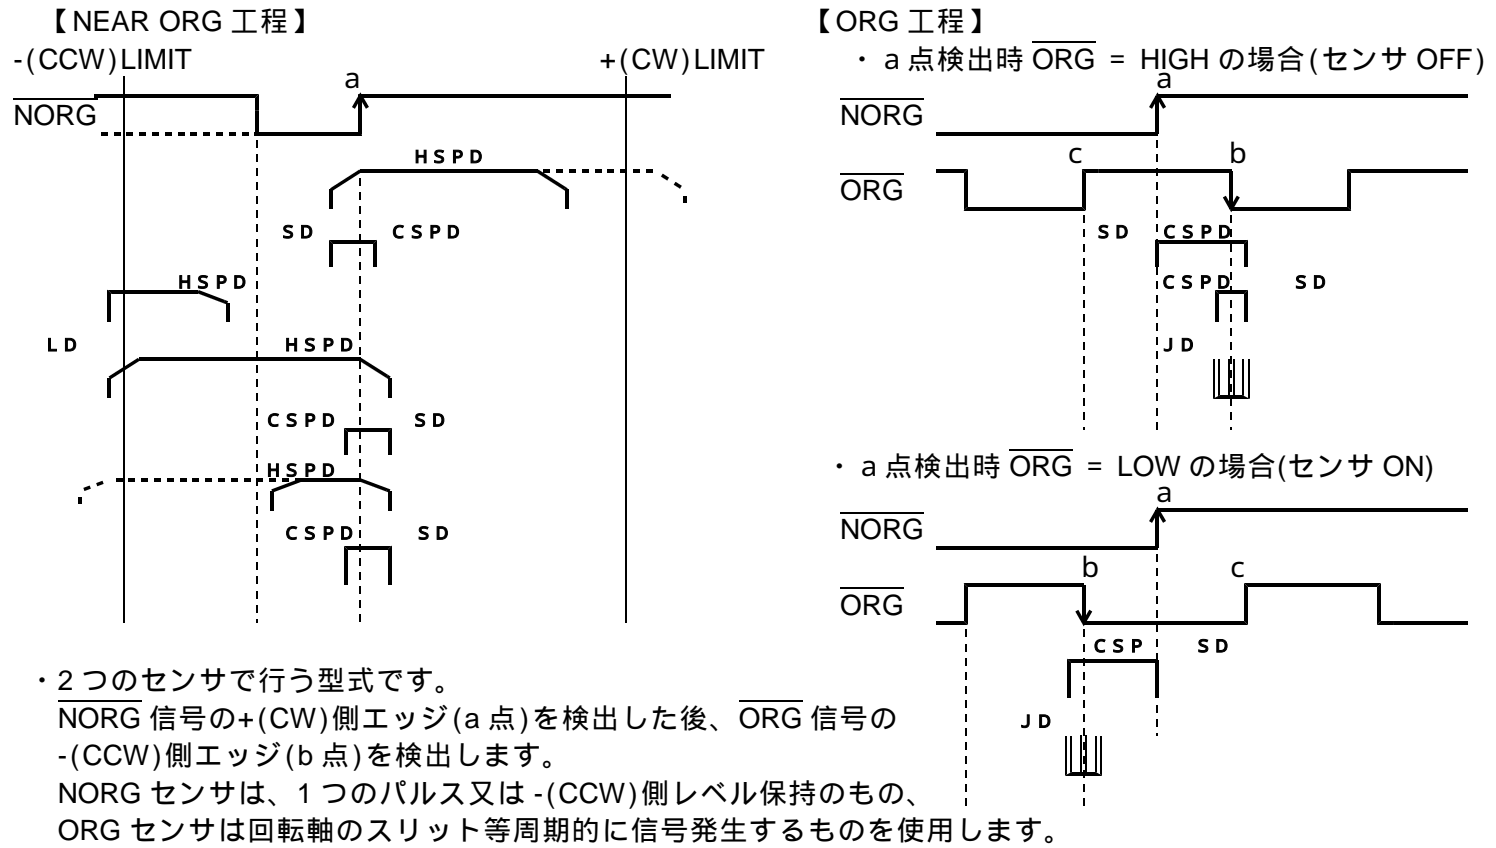 【NEAR ORG 工程】
-(CCW)LIMIT
+(CW)LIMIT
a
NORG
HSPD
SD CSPD
HSPD
LD HSPD
CSPD SD
HSPD
CSPD SD
【ORG 工程】
・ a 点検出時 ORG = HIGH の場合(センサ OFF)
a
NORG
c b
ORG
SD CSPD
CSPD SD
JD
・ a 点検出時 ORG = LOW の場合(センサ ON)
a
NORG
b c
ORG
CSP SD
JD
・2 つのセンサで行う型式です。
NORG 信号の+(CW)側エッジ(a 点)を検出した後、ORG 信号の
-(CCW)側エッジ(b 点)を検出します。
NORG センサは、1 つのパルス又は -(CCW)側レベル保持のもの、
ORG センサは回転軸のスリット等周期的に信号発生するものを使用します。